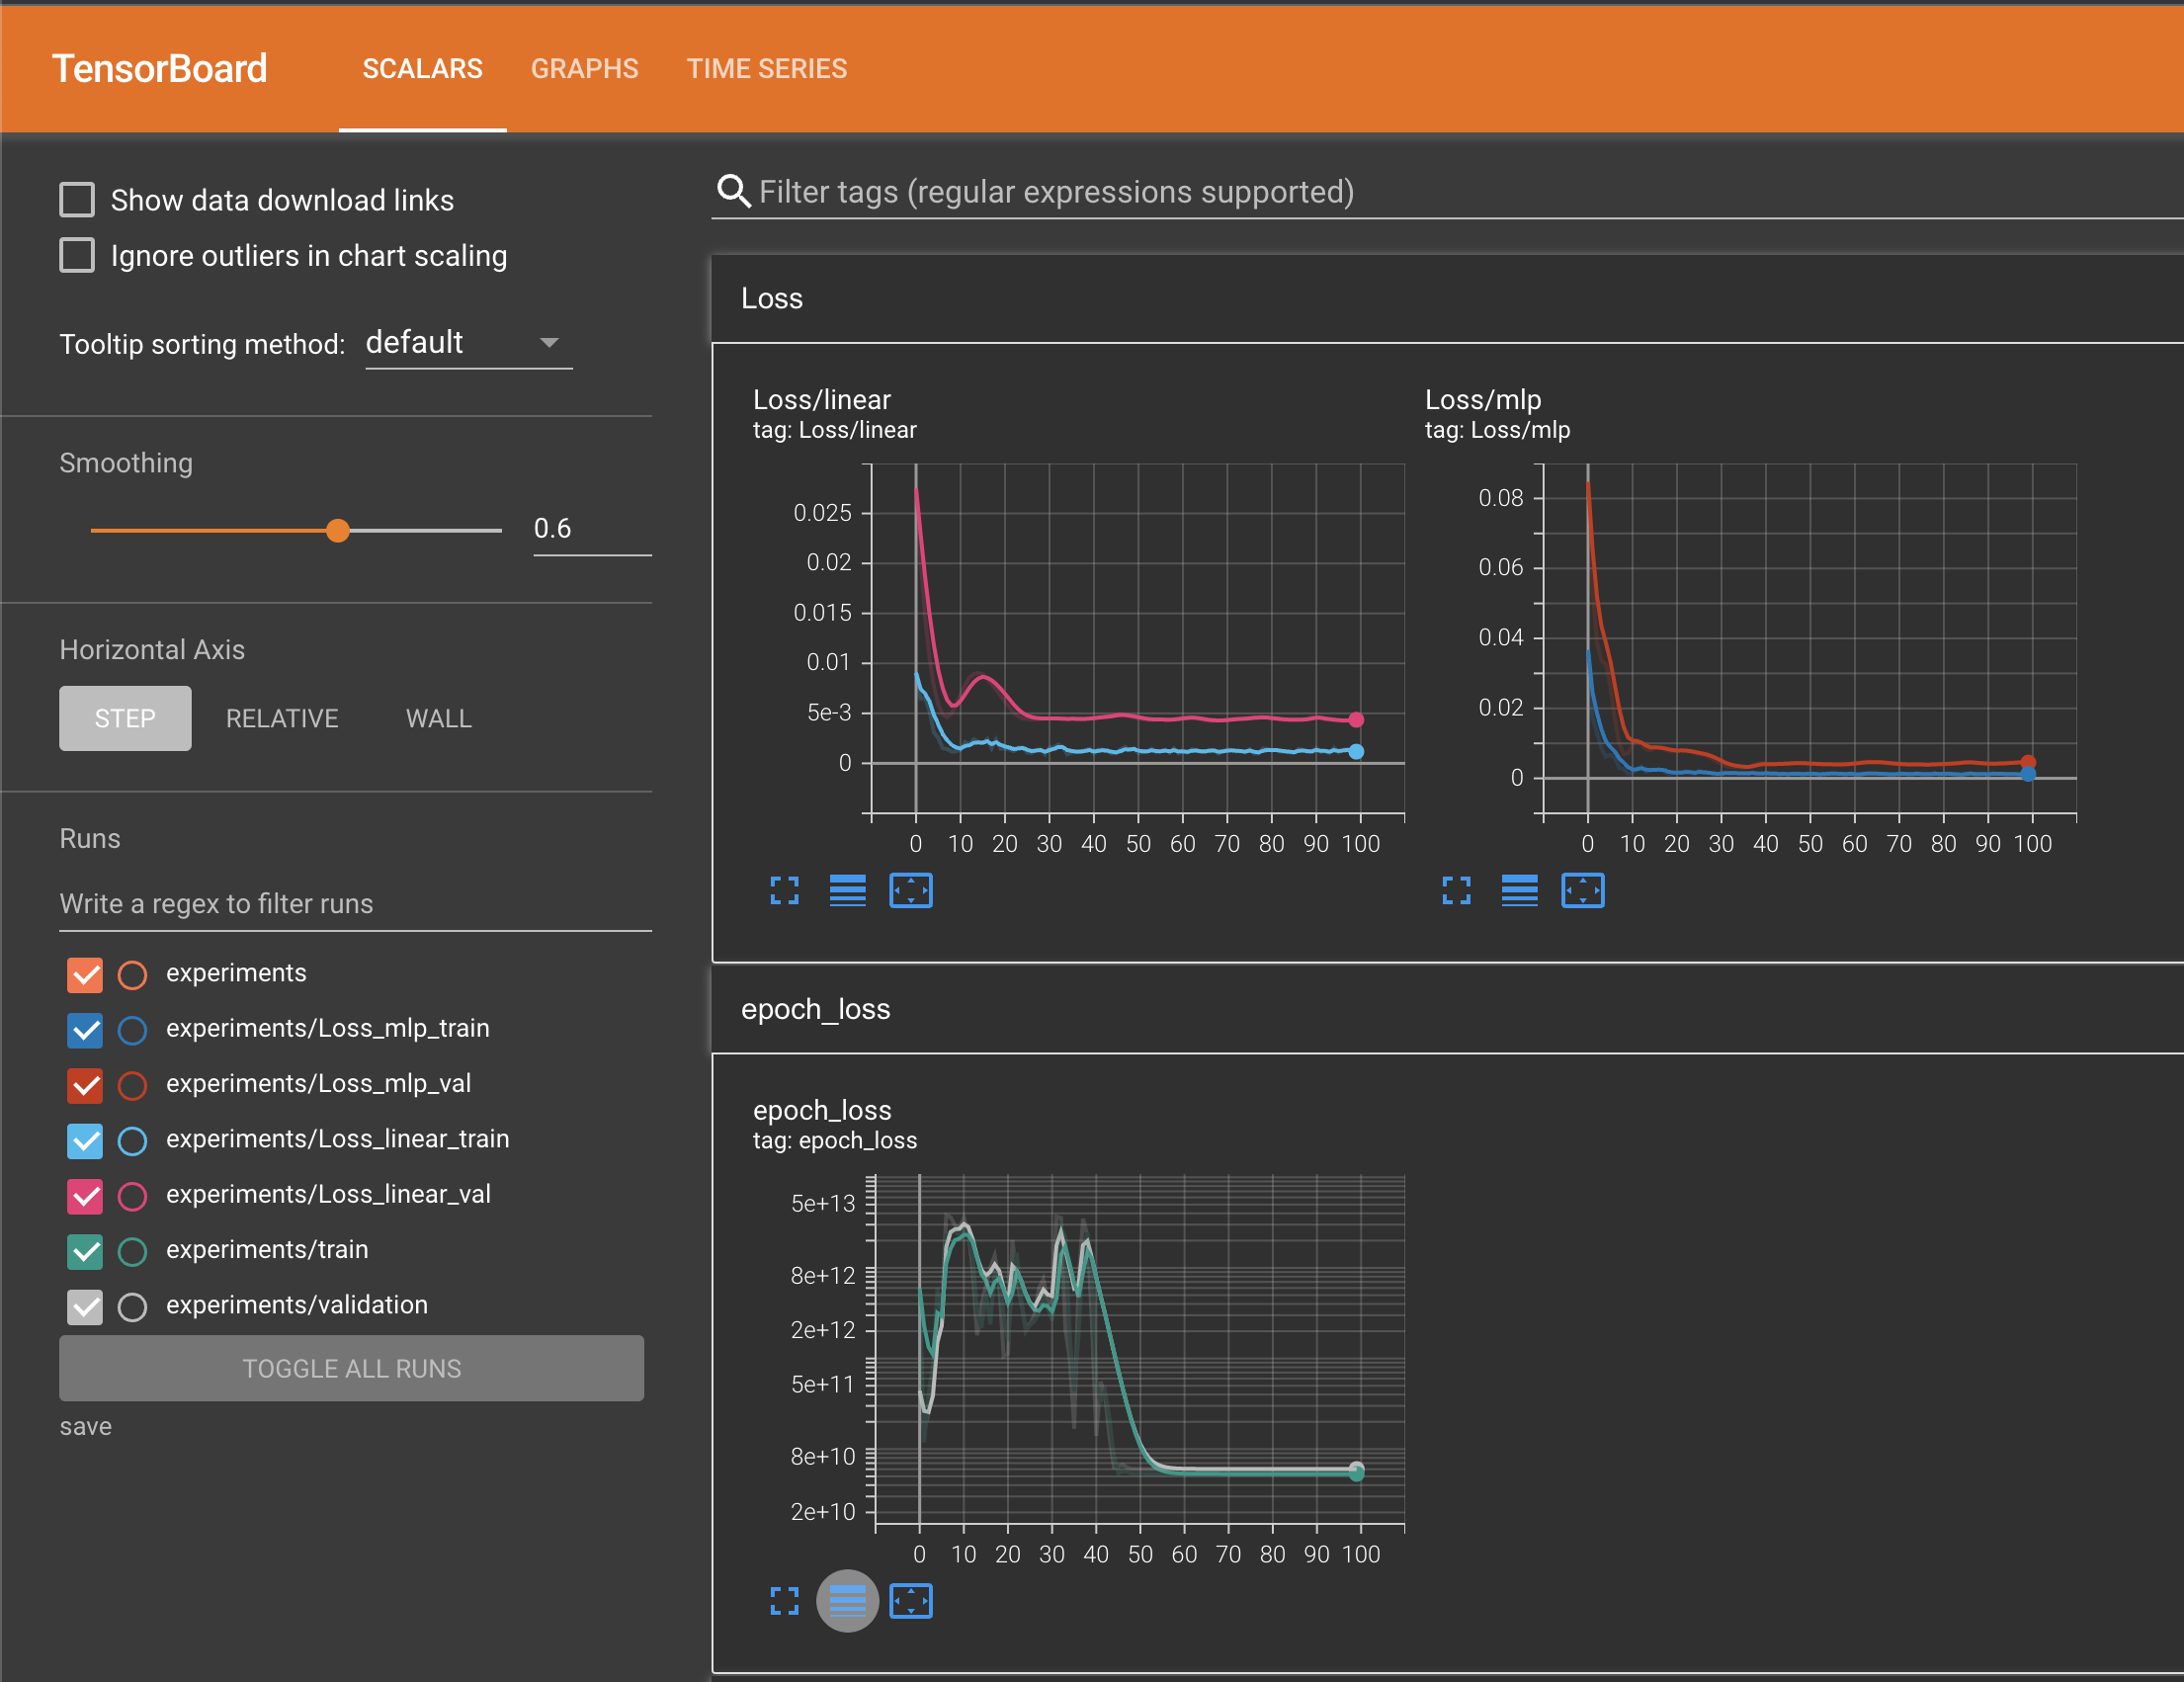 TensorBoard SCALARS GRAPHS TIME SERIES
Show data download links
Ignore outliers in chart scaling
Tooltip sorting method: default
Smoothing
0.6
Horizontal Axis
STEP RELATIVE WALL
Runs
Write a regex to filter runs
experiments
experiments/Loss_mlp_train
experiments/Loss_mlp_val
experiments/Loss_linear_train
experiments/Loss_linear_val
experiments/train
experiments/validation
TOGGLE ALL RUNS
save
Filter tags (regular expressions supported)
Loss
Loss/linear
tag: Loss/linear
0.025
0.02
0.015
0.01
5e-3
0
0 10 20 30 40 50 60 70 80 90 100
Loss/mlp
tag: Loss/mlp
0.08
0.06
0.04
0.02
0
0 10 20 30 40 50 60 70 80 90 100
epoch_loss
epoch_loss
tag: epoch_loss
5e+13
8e+12
2e+12
5e+11
8e+10
2e+10
0 10 20 30 40 50 60 70 80 90 100